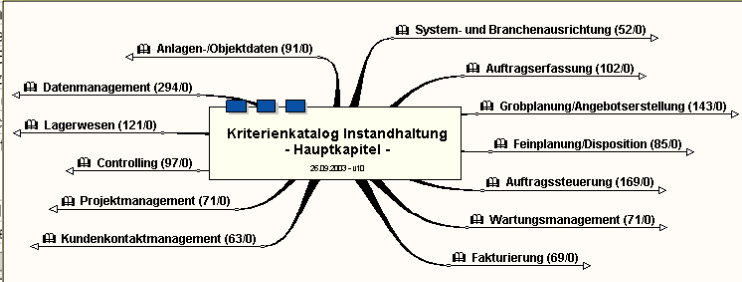 Kriterienkatalog Instandhaltung
- Hauptkapitel -
26.09.2003 - u10
System- und Branchenausrichtung (52/0)
Auftragserfassung (102/0)
Grobplanung/Angebotserstellung (143/0)
Feinplanung/Disposition (85/0)
Auftragssteuerung (169/0)
Wartungsmanagement (71/0)
Fakturierung (69/0)
Anlagen-/Objektdaten (91/0)
Datenmanagement (294/0)
Lagerwesen (121/0)
Controlling (97/0)
Projektmanagement (71/0)
Kundenkontaktmanagement (63/0)